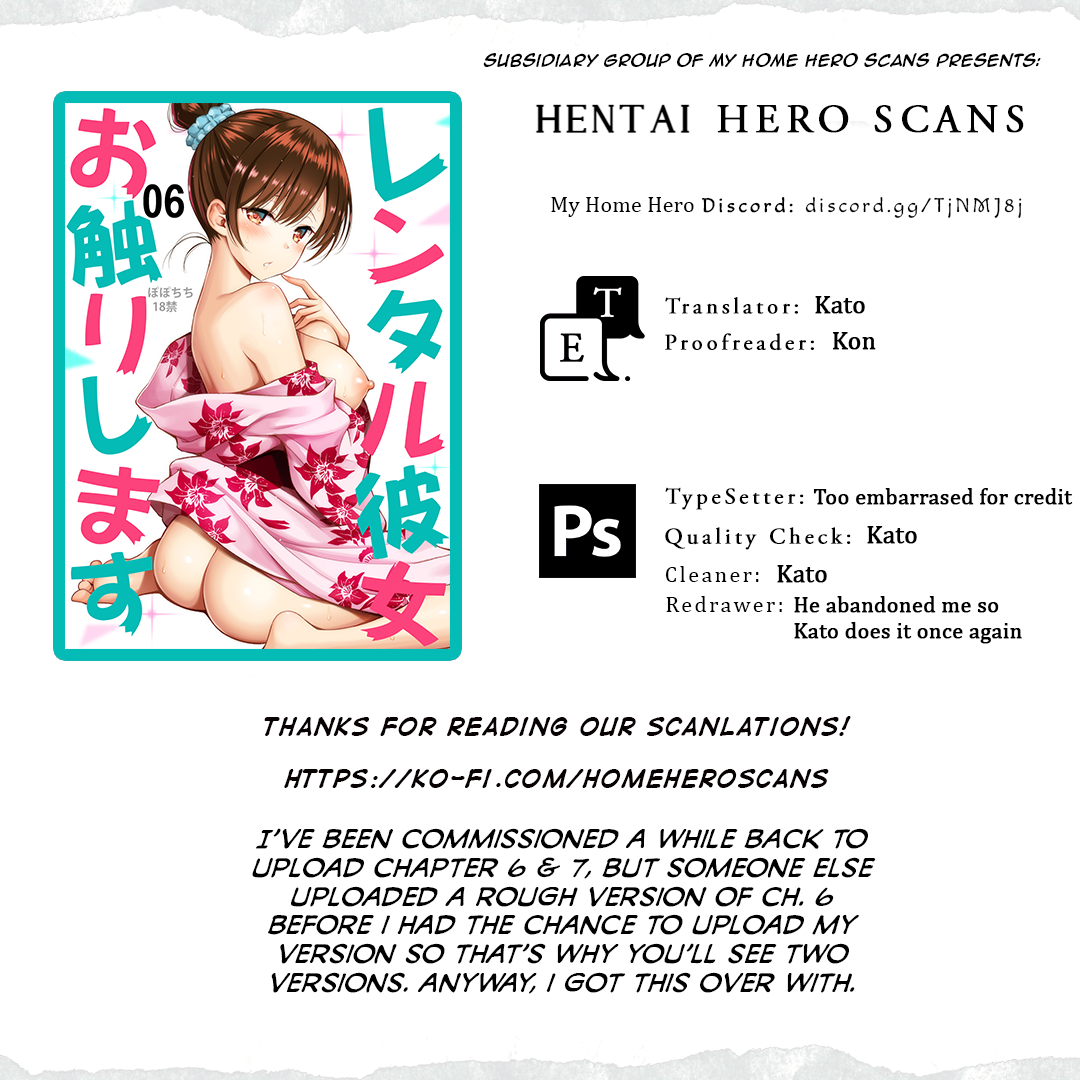 SUBSIDIARY GROUP OF MY HOME HERO SCANS PRESENTS:
HENTAI HERO SCANS
My Home Hero Discord: discord.gg/TjNMJ8j
レンタル彼女
お触りします
06
ぽぽちち
18禁
T
E
Translator: Kato
Proofreader: Kon
Ps
TypeSetter: Too embarrased for credit
Quality Check: Kato
Cleaner: Kato
Redrawer: He abandoned me so
Kato does it once again
THANKS FOR READING OUR SCANLATIONS!
HTTPS://KO-FI.COM/HOMEHEROSCANS
I'VE BEEN COMMISSIONED A WHILE BACK TO
UPLOAD CHAPTER 6 & 7, BUT SOMEONE ELSE
UPLOADED A ROUGH VERSION OF CH. 6
BEFORE I HAD THE CHANCE TO UPLOAD MY
VERSION SO THAT'S WHY YOU'LL SEE TWO
VERSIONS. ANYWAY, I GOT THIS OVER WITH.